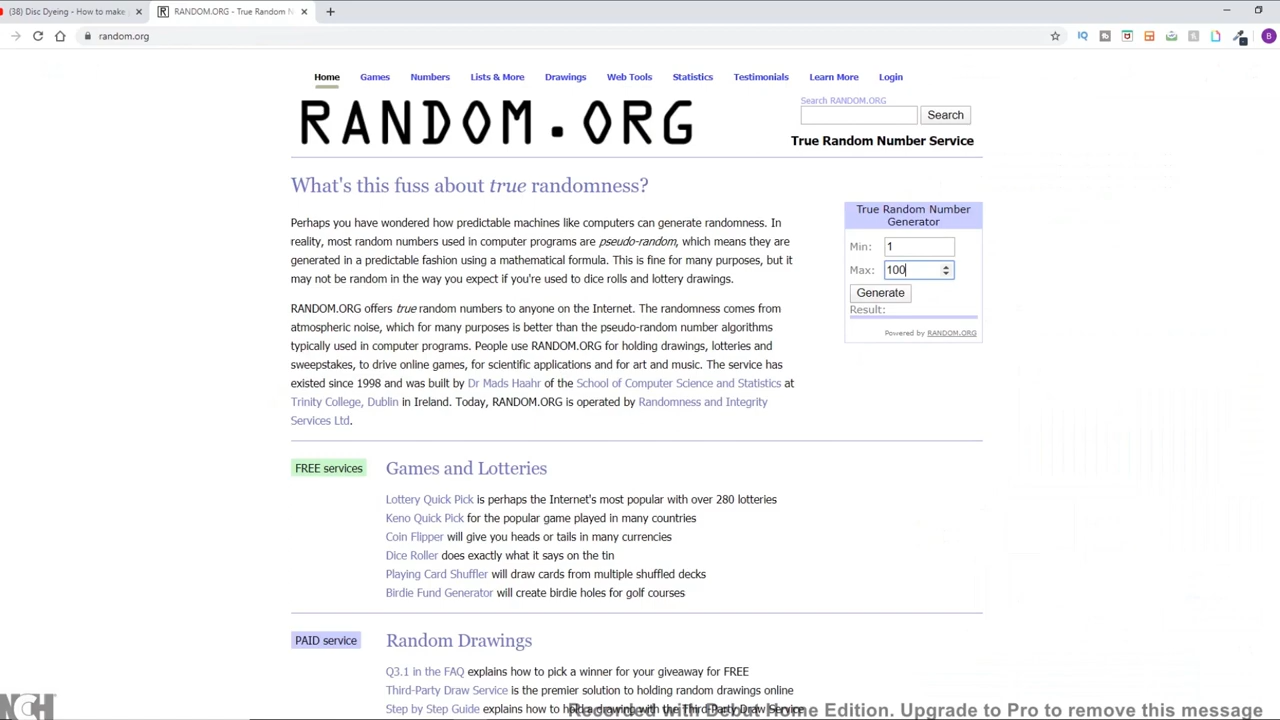 (38) Disc Dyeing - How to make
RANDOM.ORG - True Random N
random.org
Home Games Numbers Lists & More Drawings Web Tools Statistics Testimonials Learn More Login
RANDOM.ORG
Search RANDOM.ORG
Search
True Random Number Service
What's this fuss about true randomness?
Perhaps you have wondered how predictable machines like computers can generate randomness. In
reality, most random numbers used in computer programs are pseudo-random, which means they are
generated in a predictable fashion using a mathematical formula. This is fine for many purposes, but it
may not be random in the way you expect if you're used to dice rolls and lottery drawings.
RANDOM.ORG offers true random numbers to anyone on the Internet. The randomness comes from
atmospheric noise, which for many purposes is better than the pseudo-random number algorithms
typically used in computer programs. People use RANDOM.ORG for holding drawings, lotteries and
sweepstakes, to drive online games, for scientific applications and for art and music. The service has
existed since 1998 and was built by Dr Mads Haahr of the School of Computer Science and Statistics at
Trinity College, Dublin in Ireland. Today, RANDOM.ORG is operated by Randomness and Integrity
Services Ltd.
True Random Number
Generator
Min: 1
Max: 100
Generate
Result:
Powered by RANDOM.ORG
FREE services
Games and Lotteries
Lottery Quick Pick is perhaps the Internet's most popular with over 280 lotteries
Keno Quick Pick for the popular game played in many countries
Coin Flipper will give you heads or tails in many currencies
Dice Roller does exactly what it says on the tin
Playing Card Shuffler will draw cards from multiple shuffled decks
Birdie Fund Generator will create birdie holes for golf courses
PAID service
Random Drawings
Q3.1 in the FAQ explains how to pick a winner for your giveaway for FREE
Third-Party Draw Service is the premier solution to holding random drawings online
Step by Step Guide explains how to hold a drawing with the Third-Party Draw Service
NCH
Recorded with Debut Home Edition. Upgrade to Pro to remove this message